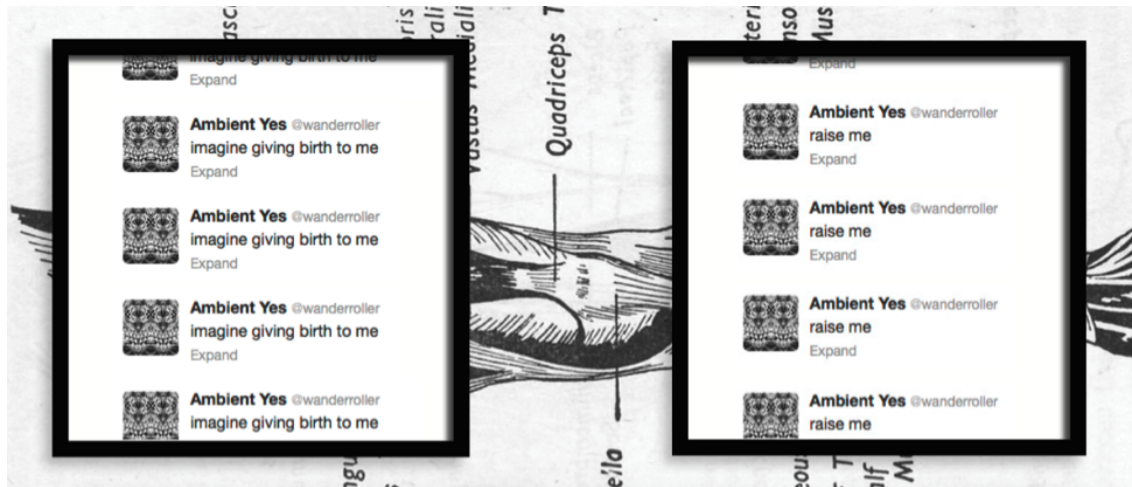 imagine giving birth to me
Expand
Ambient Yes @wanderroller
imagine giving birth to me
Expand
Ambient Yes @wanderroller
imagine giving birth to me
Expand
Ambient Yes @wanderroller
imagine giving birth to me
Expand
Ambient Yes @wanderroller
imagine giving birth to me
Quadriceps
Vastus Medial
Expand
Ambient Yes @wanderroller
raise me
Expand
Ambient Yes @wanderroller
raise me
Expand
Ambient Yes @wanderroller
raise me
Expand
Ambient Yes @wanderroller
raise me